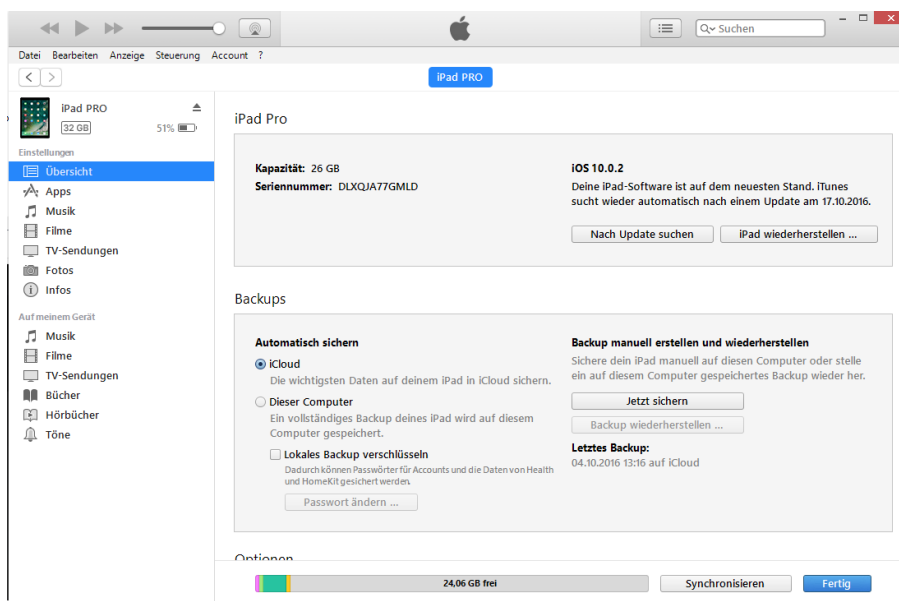 Suchen
Datei Bearbeiten Anzeige Steuerung Account ?
iPad PRO
iPad PRO
32 GB
51%
Einstellungen
Übersicht
Apps
Musik
Filme
TV-Sendungen
Fotos
Infos
Auf meinem Gerät
Musik
Filme
TV-Sendungen
Bücher
Hörbücher
Töne
iPad Pro
Kapazität: 26 GB
Seriennummer: DLXQJA77GMLD
iOS 10.0.2
Deine iPad-Software ist auf dem neuesten Stand. iTunes
sucht wieder automatisch nach einem Update am 17.10.2016.
Nach Update suchen
iPad wiederherstellen ...
Backups
Automatisch sichern
iCloud
Die wichtigsten Daten auf deinem iPad in iCloud sichern.
Dieser Computer
Ein vollständiges Backup deines iPad wird auf diesem
Computer gespeichert.
Lokales Backup verschlüsseln
Dadurch können Passwörter für Accounts und die Daten von Health
und HomeKit gesichert werden.
Passwort ändern ...
Backup manuell erstellen und wiederherstellen
Sichere dein iPad manuell auf diesen Computer oder stelle
ein auf diesem Computer gespeichertes Backup wieder her.
Jetzt sichern
Backup wiederherstellen ...
Letztes Backup:
04.10.2016 13:16 auf iCloud
Optionen
24,06 GB frei
Synchronisieren
Fertig